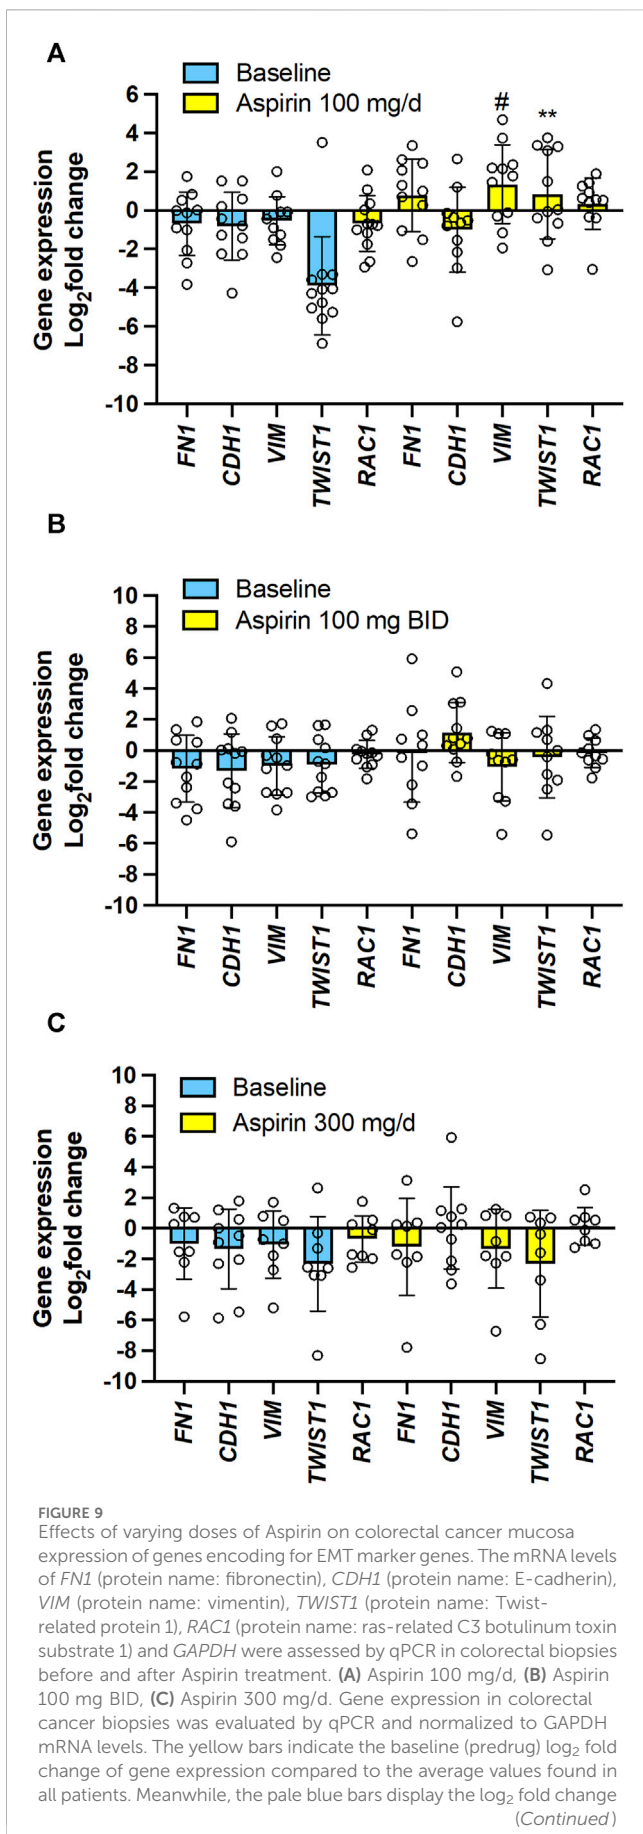 A
Baseline
Aspirin 100 mg/d
Gene expression
Log2fold change
6
4
2
0
-2
-4
-6
-8
-10
#
**
FN1
CDH1
VIM
TWIST1
RAC1
FN1
CDH1
VIM
TWIST1
RAC1
B
Baseline
Aspirin 100 mg BID
Gene expression
Log2fold change
10
8
6
4
2
0
-2
-4
-6
-8
-10
FN1
CDH1
VIM
TWIST1
RAC1
FN1
CDH1
VIM
TWIST1
RAC1
C
Baseline
Aspirin 300 mg/d
Gene expression
Log2fold change
10
8
6
4
2
0
-2
-4
-6
-8
-10
FN1
CDH1
VIM
TWIST1
RAC1
FN1
CDH1
VIM
TWIST1
RAC1
FIGURE 9
Effects of varying doses of Aspirin on colorectal cancer mucosa
expression of genes encoding for EMT marker genes. The mRNA levels
of FN1 (protein name: fibronectin), CDH1 (protein name: E-cadherin),
VIM (protein name: vimentin), TWIST1 (protein name: Twist-
related protein 1), RAC1 (protein name: ras-related C3 botulinum toxin
substrate 1) and GAPDH were assessed by qPCR in colorectal biopsies
before and after Aspirin treatment. (A) Aspirin 100 mg/d, (B) Aspirin
100 mg BID, (C) Aspirin 300 mg/d. Gene expression in colorectal
cancer biopsies was evaluated by qPCR and normalized to GAPDH
mRNA levels. The yellow bars indicate the baseline (predrug) log2 fold
change of gene expression compared to the average values found in
all patients. Meanwhile, the pale blue bars display the log2 fold change
(Continued)